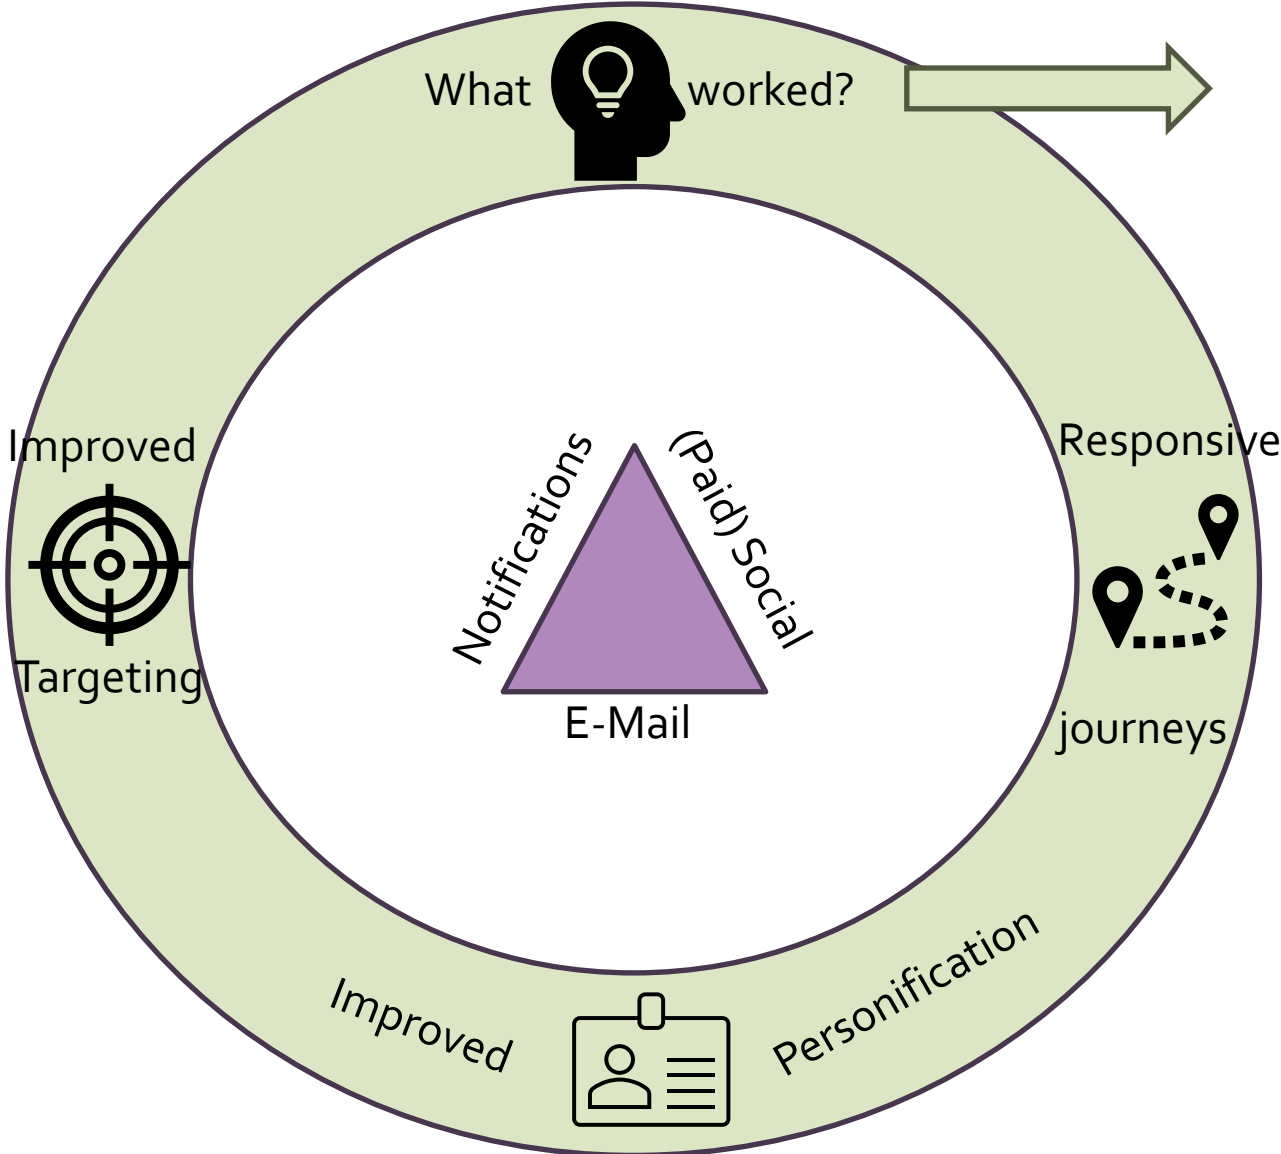 What worked?
Improved
Targeting
Notifications
(Paid) Social
E-Mail
Responsive
journeys
Improved
Personification